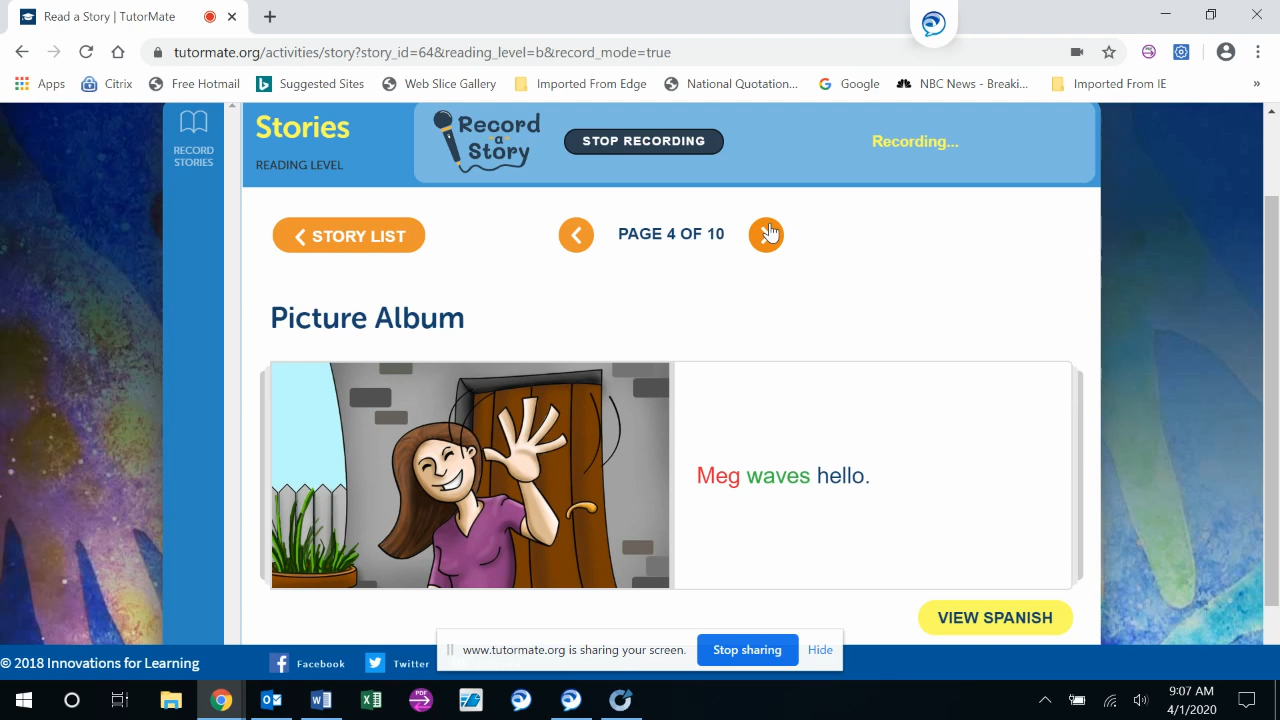 Read a Story | TutorMate
tutormate.org/activities/story?story_id=64&reading_level=b&record_mode=true
Apps Citrix Free Hotmail Suggested Sites Web Slice Gallery Imported From Edge National Quotation... Google NBC News - Breaki... Imported From IE »
RECORD
STORIES
Stories
READING LEVEL
Record
a
Story
STOP RECORDING
Recording...
STORY LIST
PAGE 4 OF 10
Picture Album
Meg waves hello.
VIEW SPANISH
www.tutormate.org is sharing your screen. Stop sharing Hide
© 2018 Innovations for Learning Facebook Twitter
PDF
9:07 AM
4/1/2020